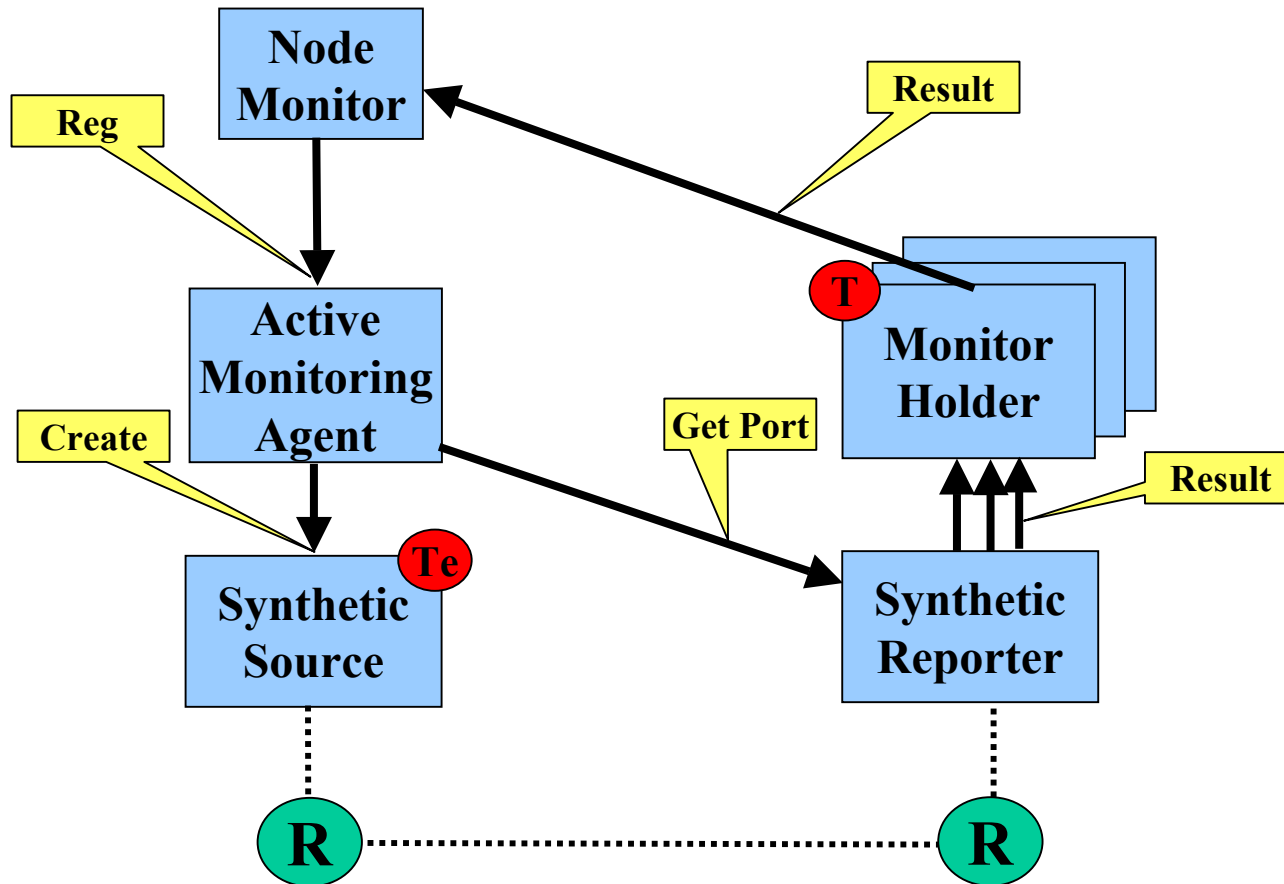 Node
Monitor
Result
Reg
Active
Monitoring
Agent
T
Monitor
Holder
Create
Get Port
Result
Te
Synthetic
Source
Synthetic
Reporter
R
R